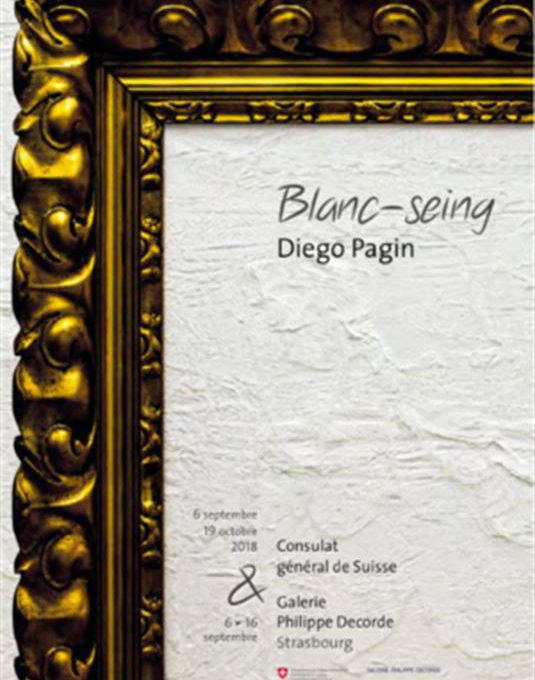 Blanc-seing
Diego Pagin
6 septembre
19 octobre
2018
Consulat
général de Suisse
&
Galerie
Philippe Decorde
Strasbourg
6 ► 16
septembre
GALERIE PHILIPPE DECORDE